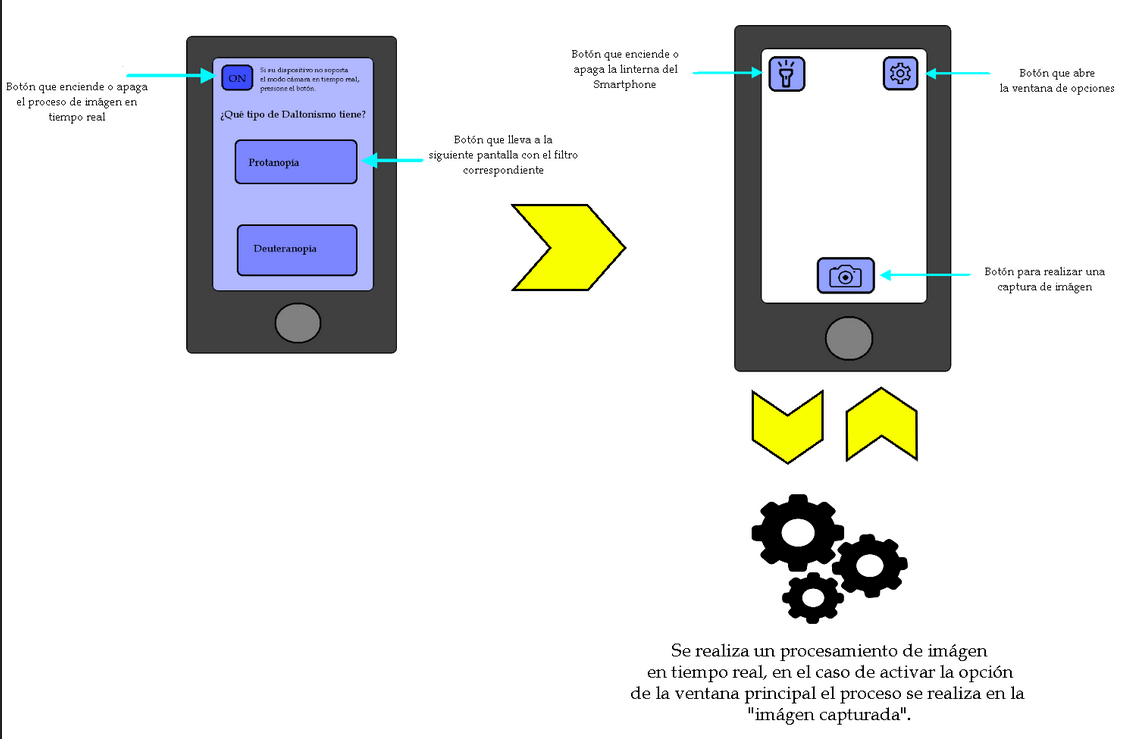 Botón que enciende o apaga
el proceso de imágen en
tiempo real
ON
Si su dispositivo no soporta
el modo cámara en tiempo real,
presione el botón.
¿Qué tipo de Daltonismo tiene?
Protanopía
Deuteranopía
Botón que lleva a la
siguiente pantalla con el filtro
correspondiente
Botón que enciende o
apaga la linterna del
Smartphone
Botón que abre
la ventana de opciones
Botón para realizar una
captura de imágen
Se realiza un procesamiento de imágen
en tiempo real, en el caso de activar la opción
de la ventana principal el proceso se realiza en la
"imágen capturada".